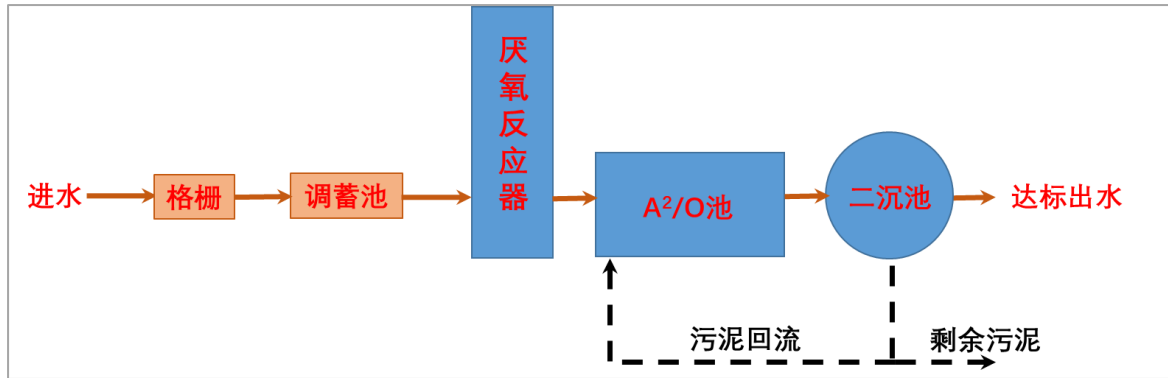 进水
格栅
调蓄池
厌
氧
反
应
器
A²/O池
二沉池
达标出水
污泥回流
剩余污泥